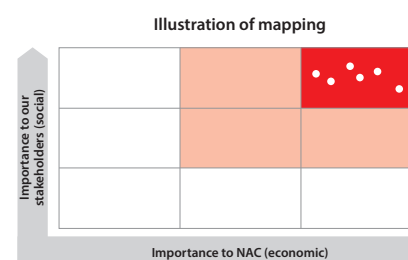 Illustration of mapping
Importance to our
stakeholders (social)
Importance to NAC (economic)